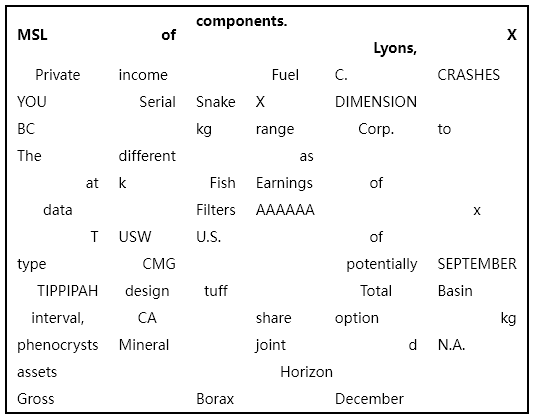 MSL of components. Lyons, X
Private income Fuel C. CRASHES
YOU Serial Snake X DIMENSION
BC kg range Corp. to
The different as
at k Fish Earnings of
data Filters AAAAAA x
T USW U.S. of
type CMG potentially SEPTEMBER
TIPPIPAH design tuff Total Basin
interval, CA share option kg
phenocrysts Mineral joint d N.A.
assets Horizon
Gross Borax December